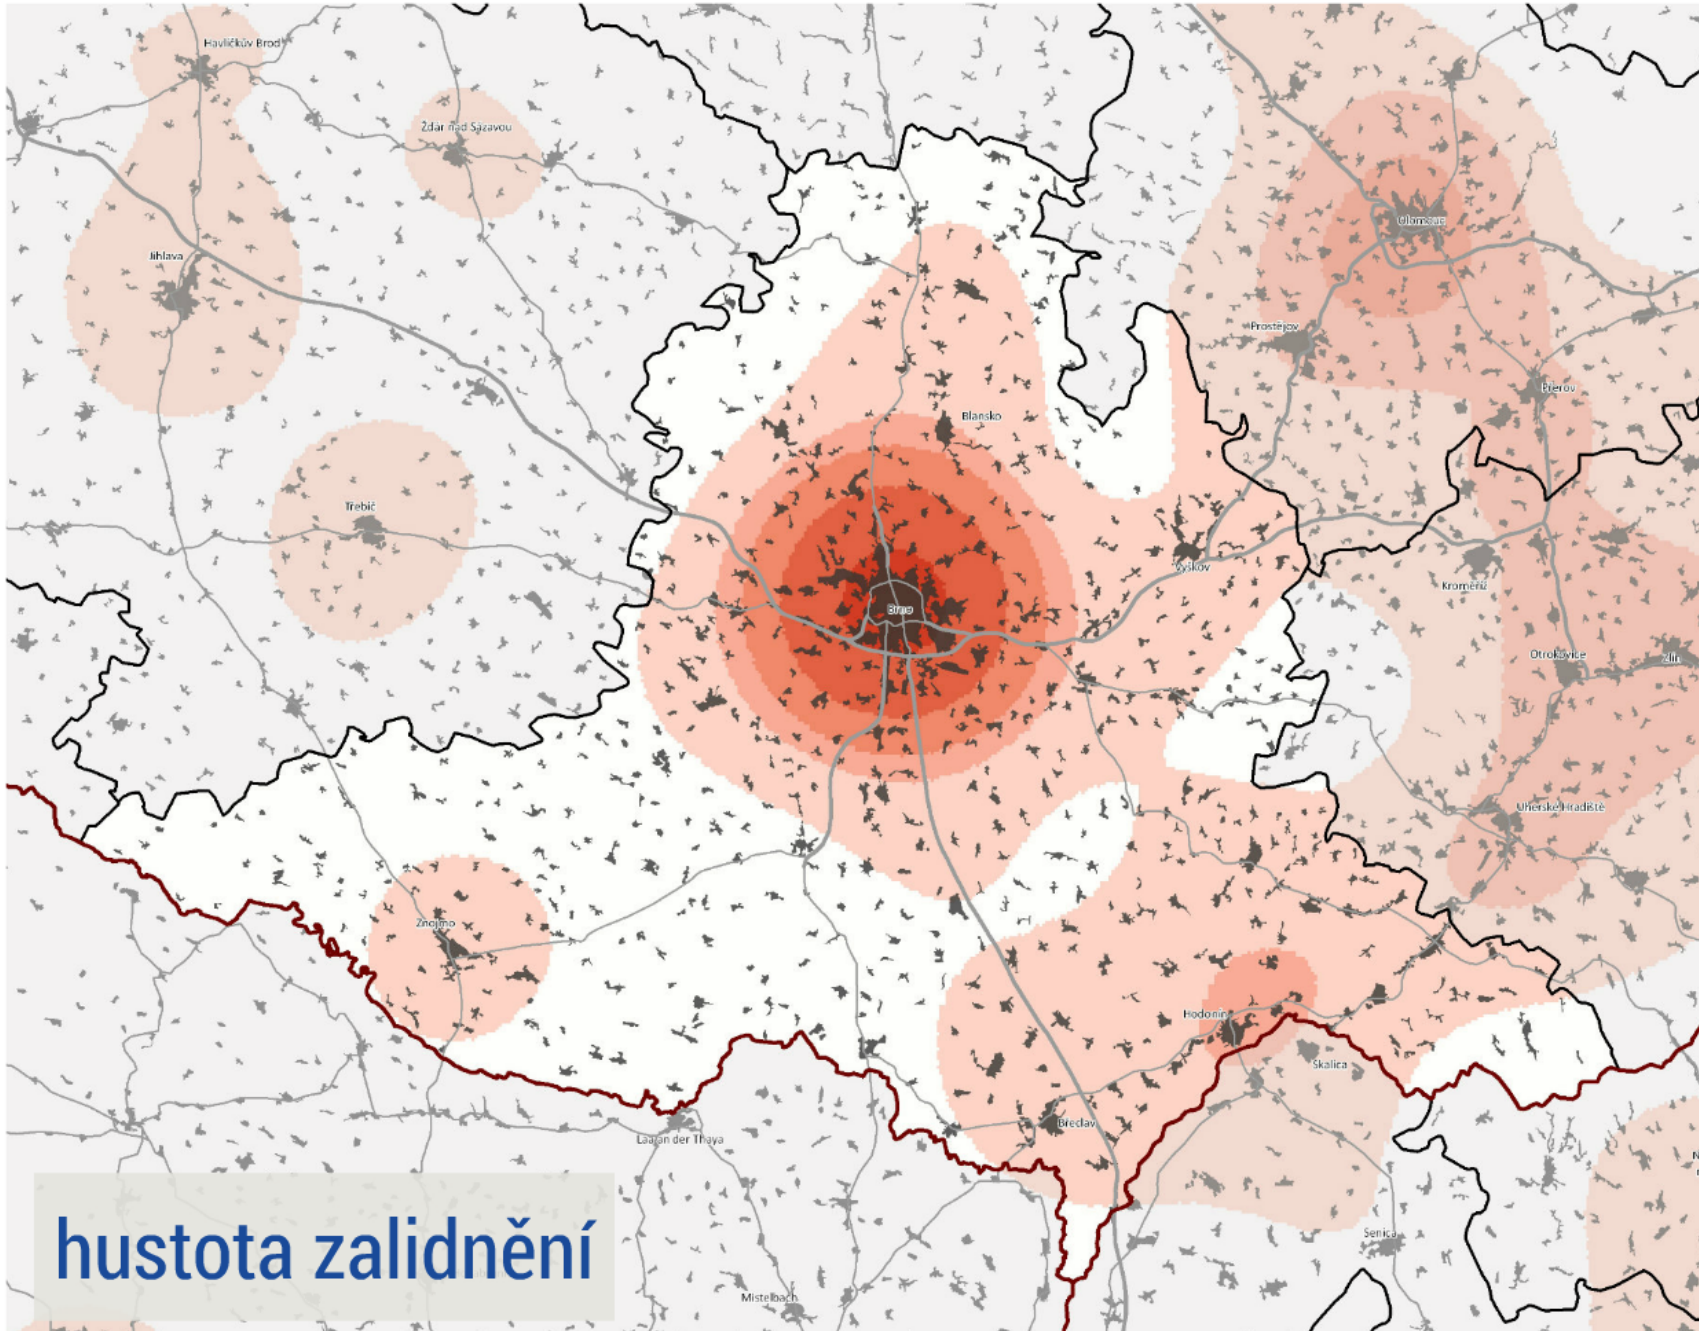 Havlíčkův Brod
Žďár nad Sázavou
Olomouc
Jihlava
Prostějov
Přerov
Blansko
Třebíč
Vyškov
Kroměříž
Brno
Otrokovice
Zlín
Uherské Hradiště
Znojmo
Hodonín
Skalica
Břeclav
Laa an der Thaya
Senica
hustota zalidnění
Mistelbach